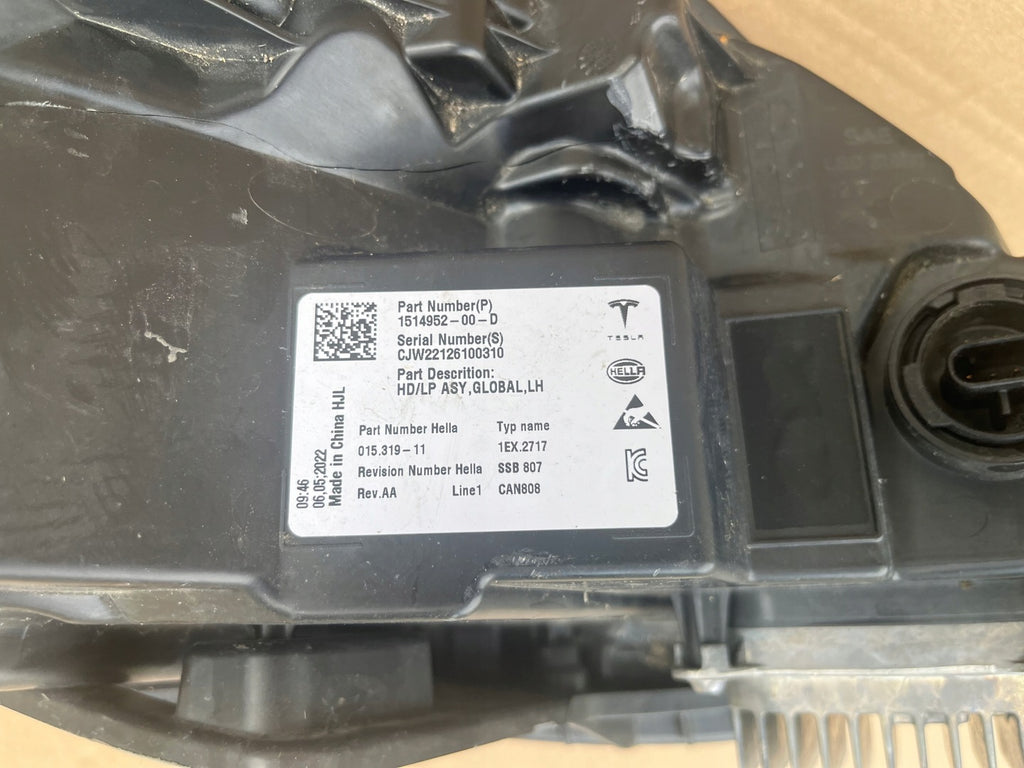 Part Number(P)
1514952-00-D
Serial Number(S)
CJW22126100310
Part Descrition:
HD/LP ASY,GLOBAL,LH
Part Number Hella Typ name
015.319-11 1EX.2717
Revision Number Hella SSB 807
Rev.AA Line1 CAN808
09:46
06.05.2022
Made in China HJL
TESLA
HELLA